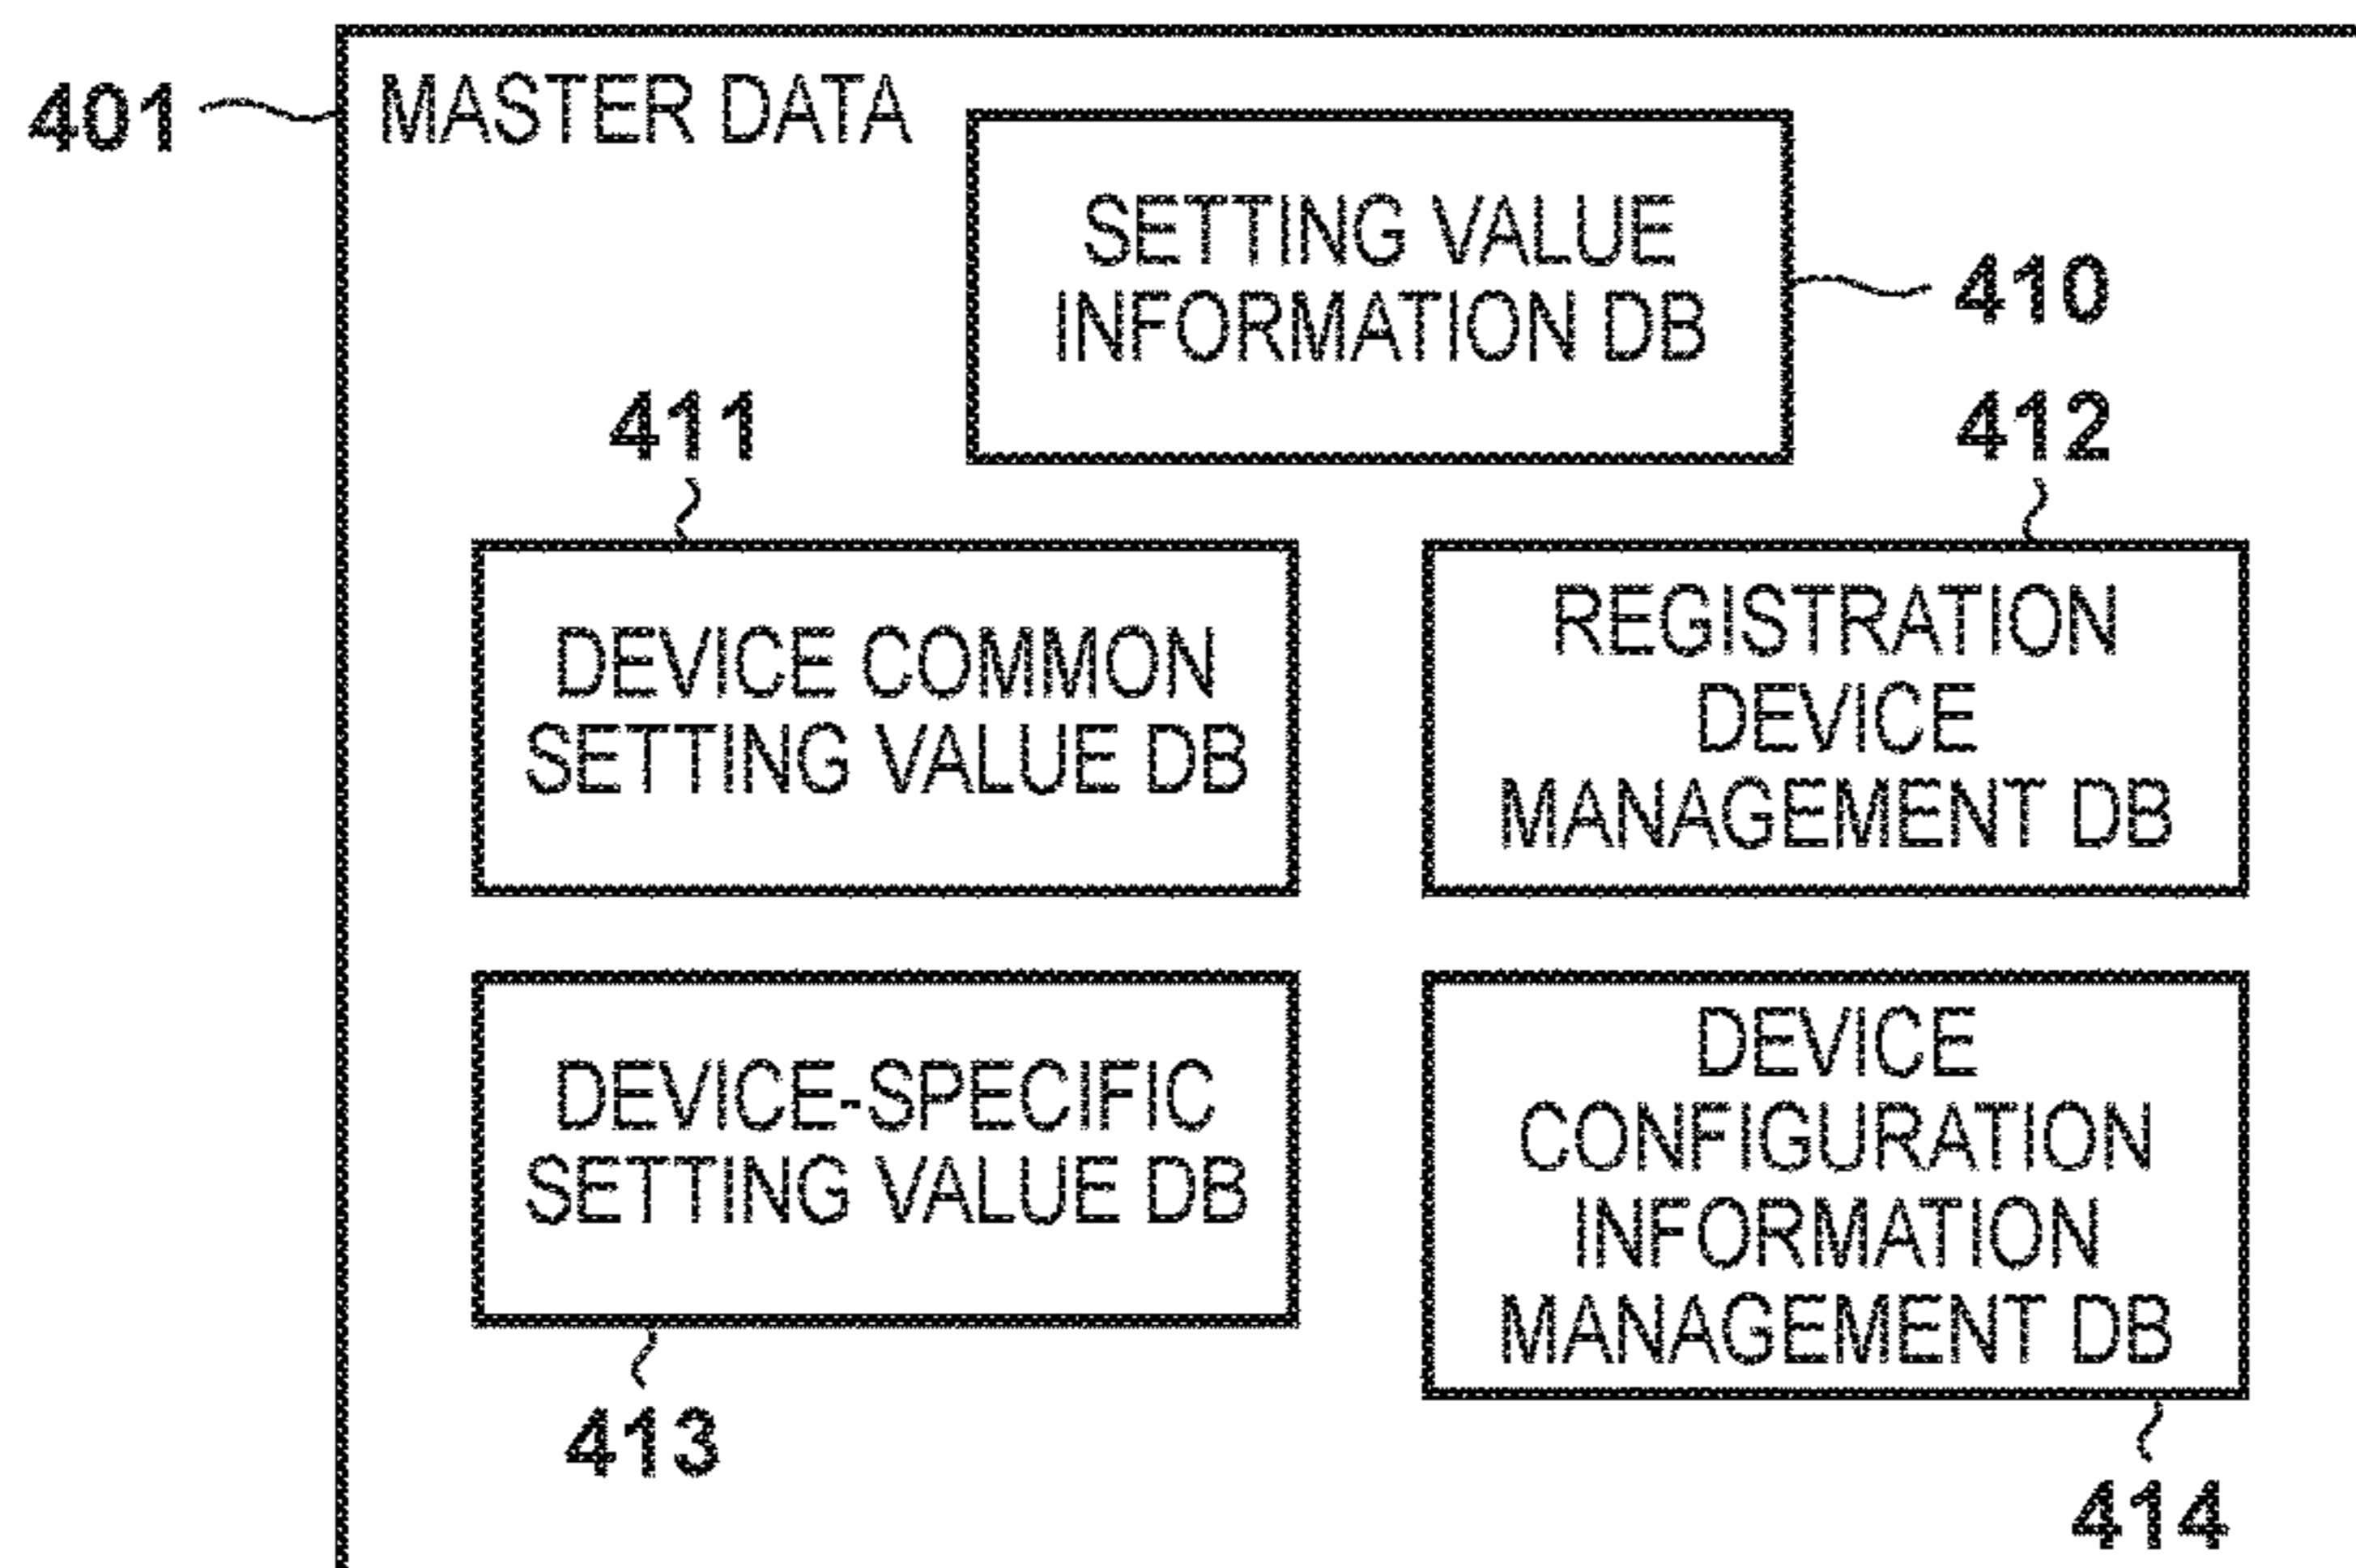 401
MASTER DATA
SETTING VALUE
INFORMATION DB
410
411
412
DEVICE COMMON
SETTING VALUE DB
REGISTRATION
DEVICE
MANAGEMENT DB
DEVICE-SPECIFIC
SETTING VALUE DB
413
DEVICE
CONFIGURATION
INFORMATION
MANAGEMENT DB
414